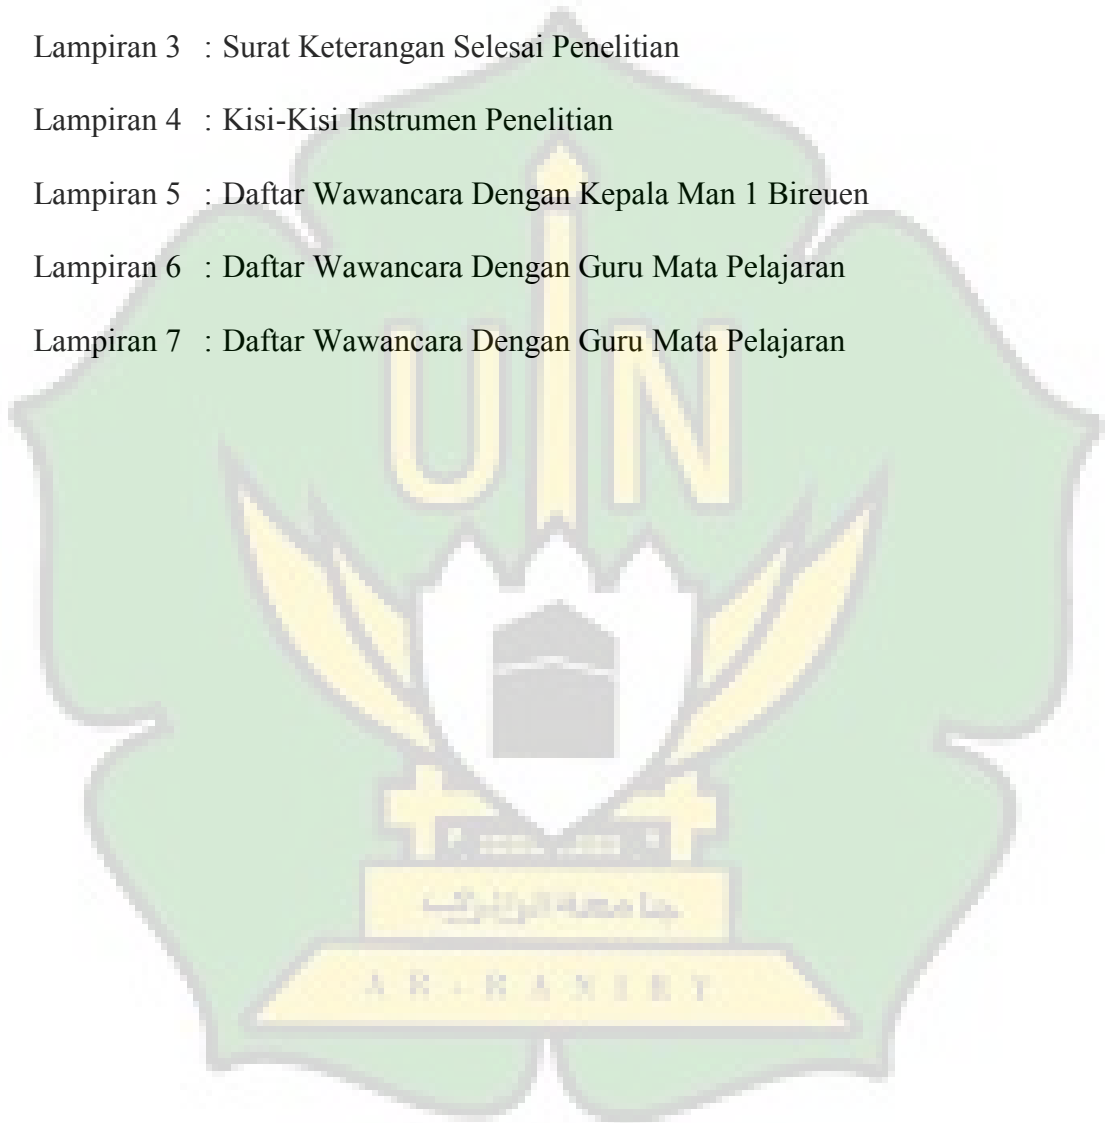 Lampiran 3 : Surat Keterangan Selesai Penelitian
Lampiran 4 : Kisi-Kisi Instrumen Penelitian
Lampiran 5 : Daftar Wawancara Dengan Kepala Man 1 Bireuen
Lampiran 6 : Daftar Wawancara Dengan Guru Mata Pelajaran
Lampiran 7 : Daftar Wawancara Dengan Guru Mata Pelajaran
UIN
جامعة الرانري
AR-RANIRY